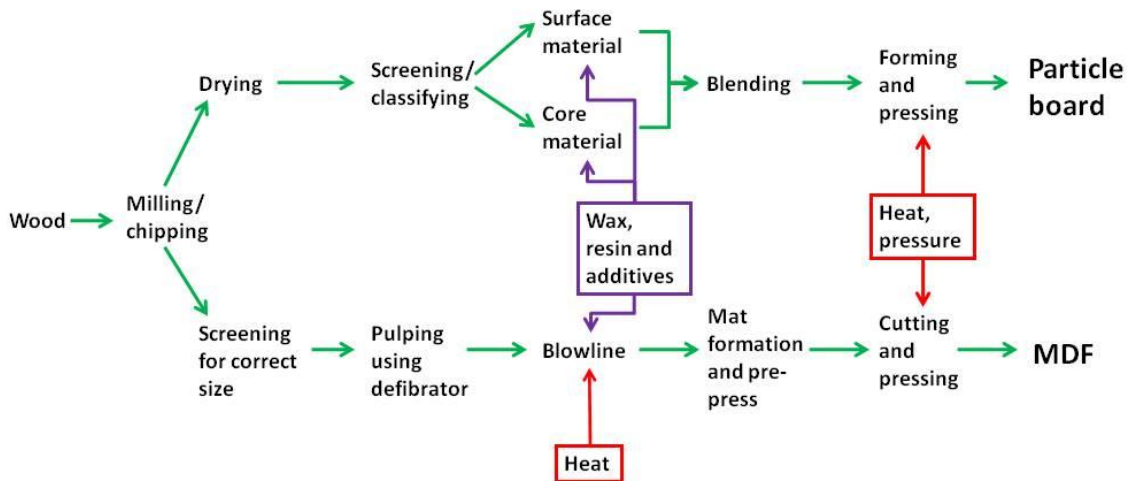 Surface
material
Drying
Screening/
classifying
Core
material
Blending
Forming
and
pressing
Particle
board
Wood
Milling/
chipping
Wax,
resin and
additives
Heat,
pressure
Screening
for correct
size
Pulping
using
defibrator
Blowline
Mat
formation
and pre-
press
Cutting
and
pressing
MDF
Heat